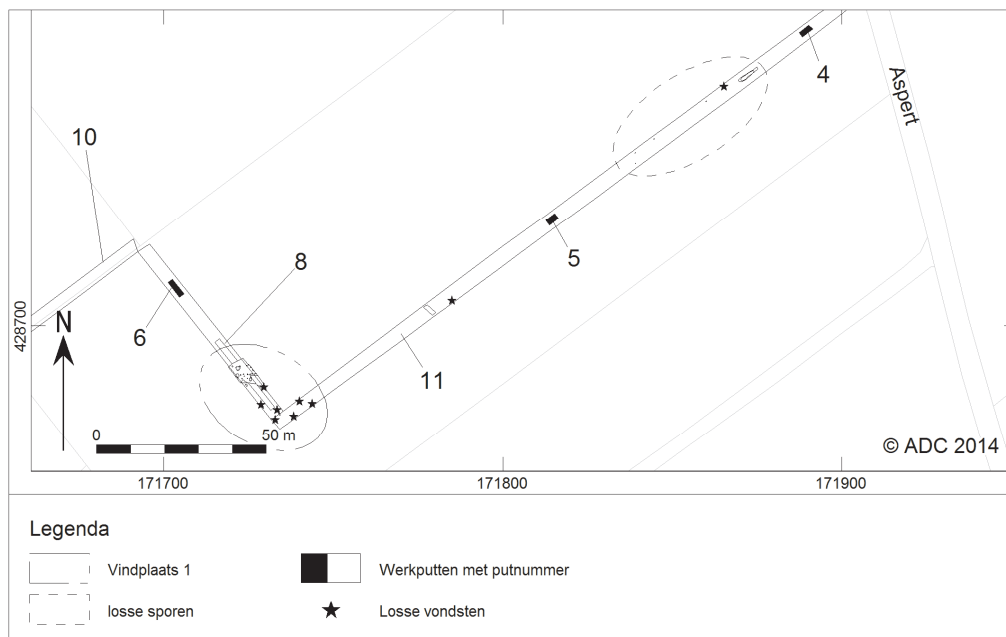 4
Aspert
10
5
8
6
428700
N
11
0 50 m
© ADC 2014
171700 171800 171900
Legenda
Vindplaats 1
Werkputten met putnummer
losse sporen
Losse vondsten